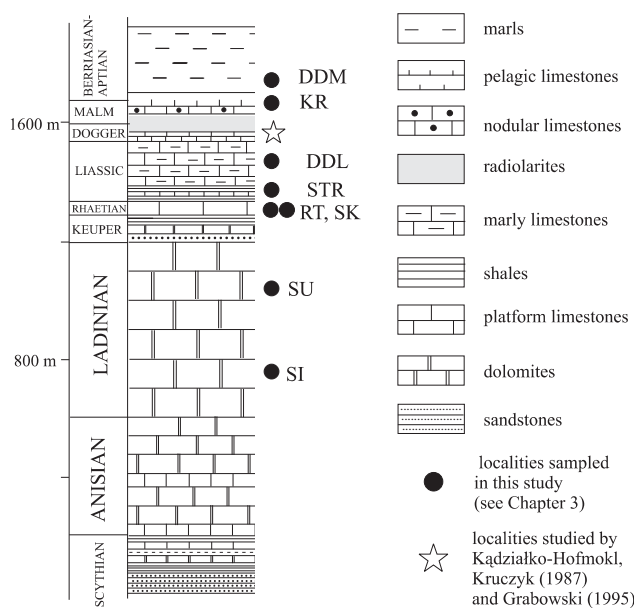 BERRIASIAN-
APTIAN
MALM
1600 m
DOGGER
LIASSIC
RHAETIAN
KEUPER
LADINIAN
800 m
ANISIAN
SCYTHIAN
DDM
KR
DDL
STR
RT, SK
SU
SI
marls
pelagic limestones
nodular limestones
radiolarites
marly limestones
shales
platform limestones
dolomites
sandstones
localities sampled
in this study
(see Chapter 3)
localities studied by
Kądziałko-Hofmokl,
Kruczyk (1987)
and Grabowski (1995)